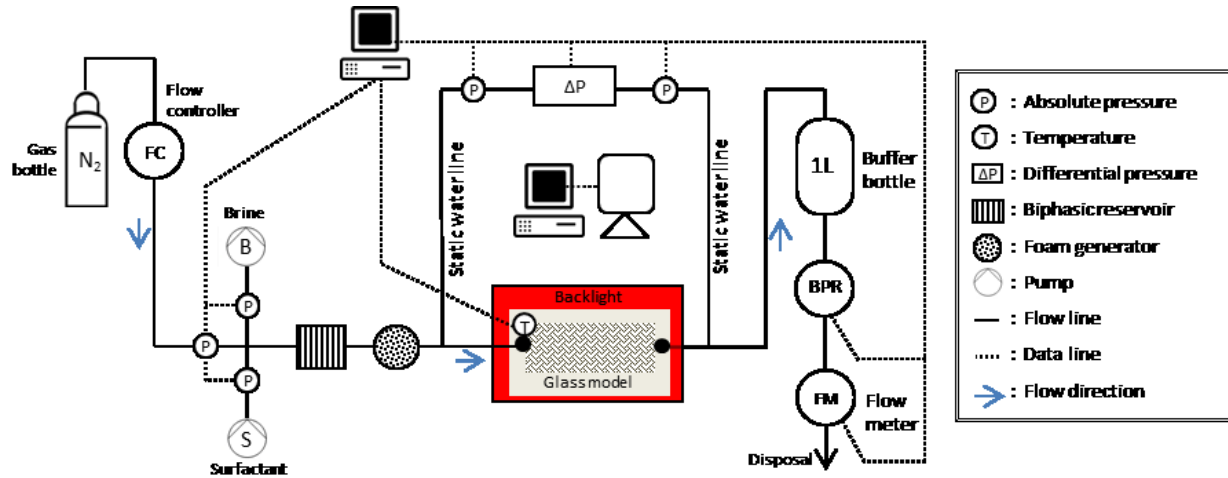 Flow
controller
Gas
bottle
N2
FC
Brine
B
P
P
P
S
Surfactant
P
ΔP
P
Static water line
Static water line
Backlight
T
Glass model
1L
Buffer
bottle
BPR
FM
Flow
meter
Disposal
P : Absolute pressure
T : Temperature
ΔP : Differential pressure
: Biphasic reservoir
: Foam generator
: Pump
: Flow line
: Data line
: Flow direction